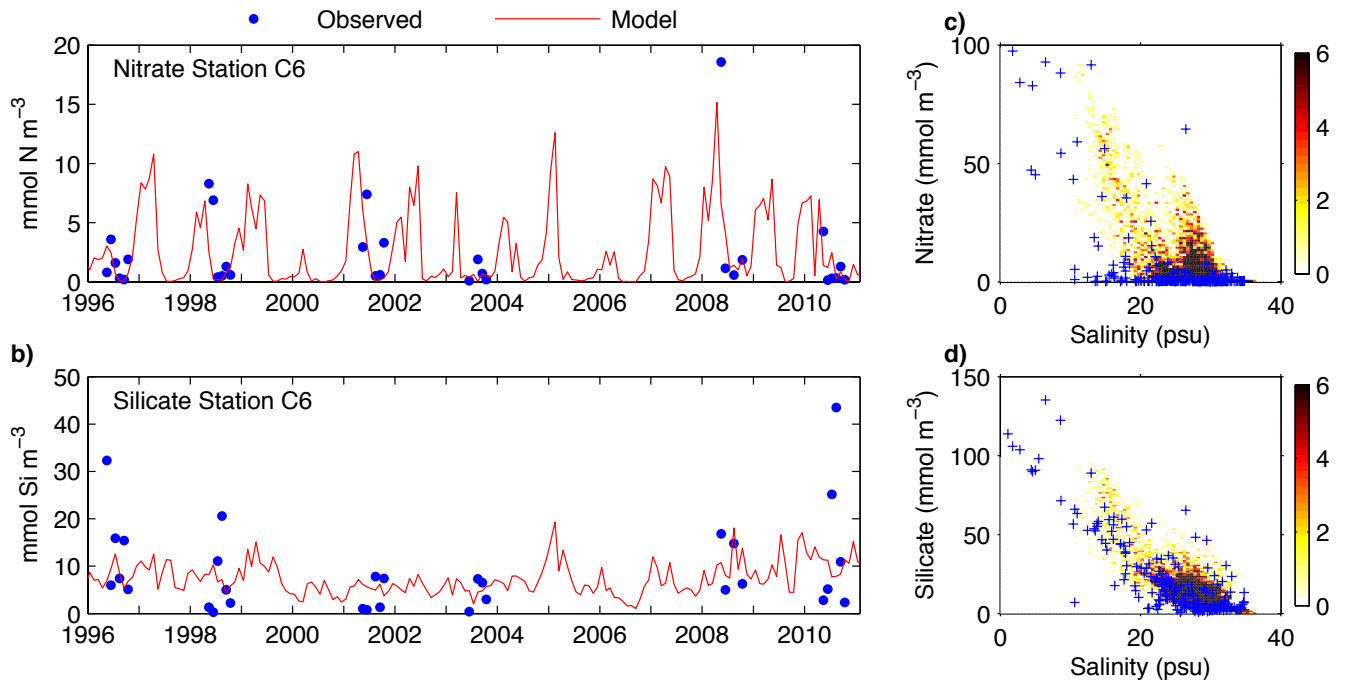 Observed Model
20
15
10
5
0
mmol N m⁻³
Nitrate Station C6
1996 1998 2000 2002 2004 2006 2008 2010
b)
50
40
30
20
10
0
mmol Si m⁻³
Silicate Station C6
1996 1998 2000 2002 2004 2006 2008 2010
c)
100
50
0
Nitrate (mmol m⁻³)
0 20 40
Salinity (psu)
6
4
2
0
d)
150
100
50
0
Silicate (mmol m⁻³)
0 20 40
Salinity (psu)
6
4
2
0